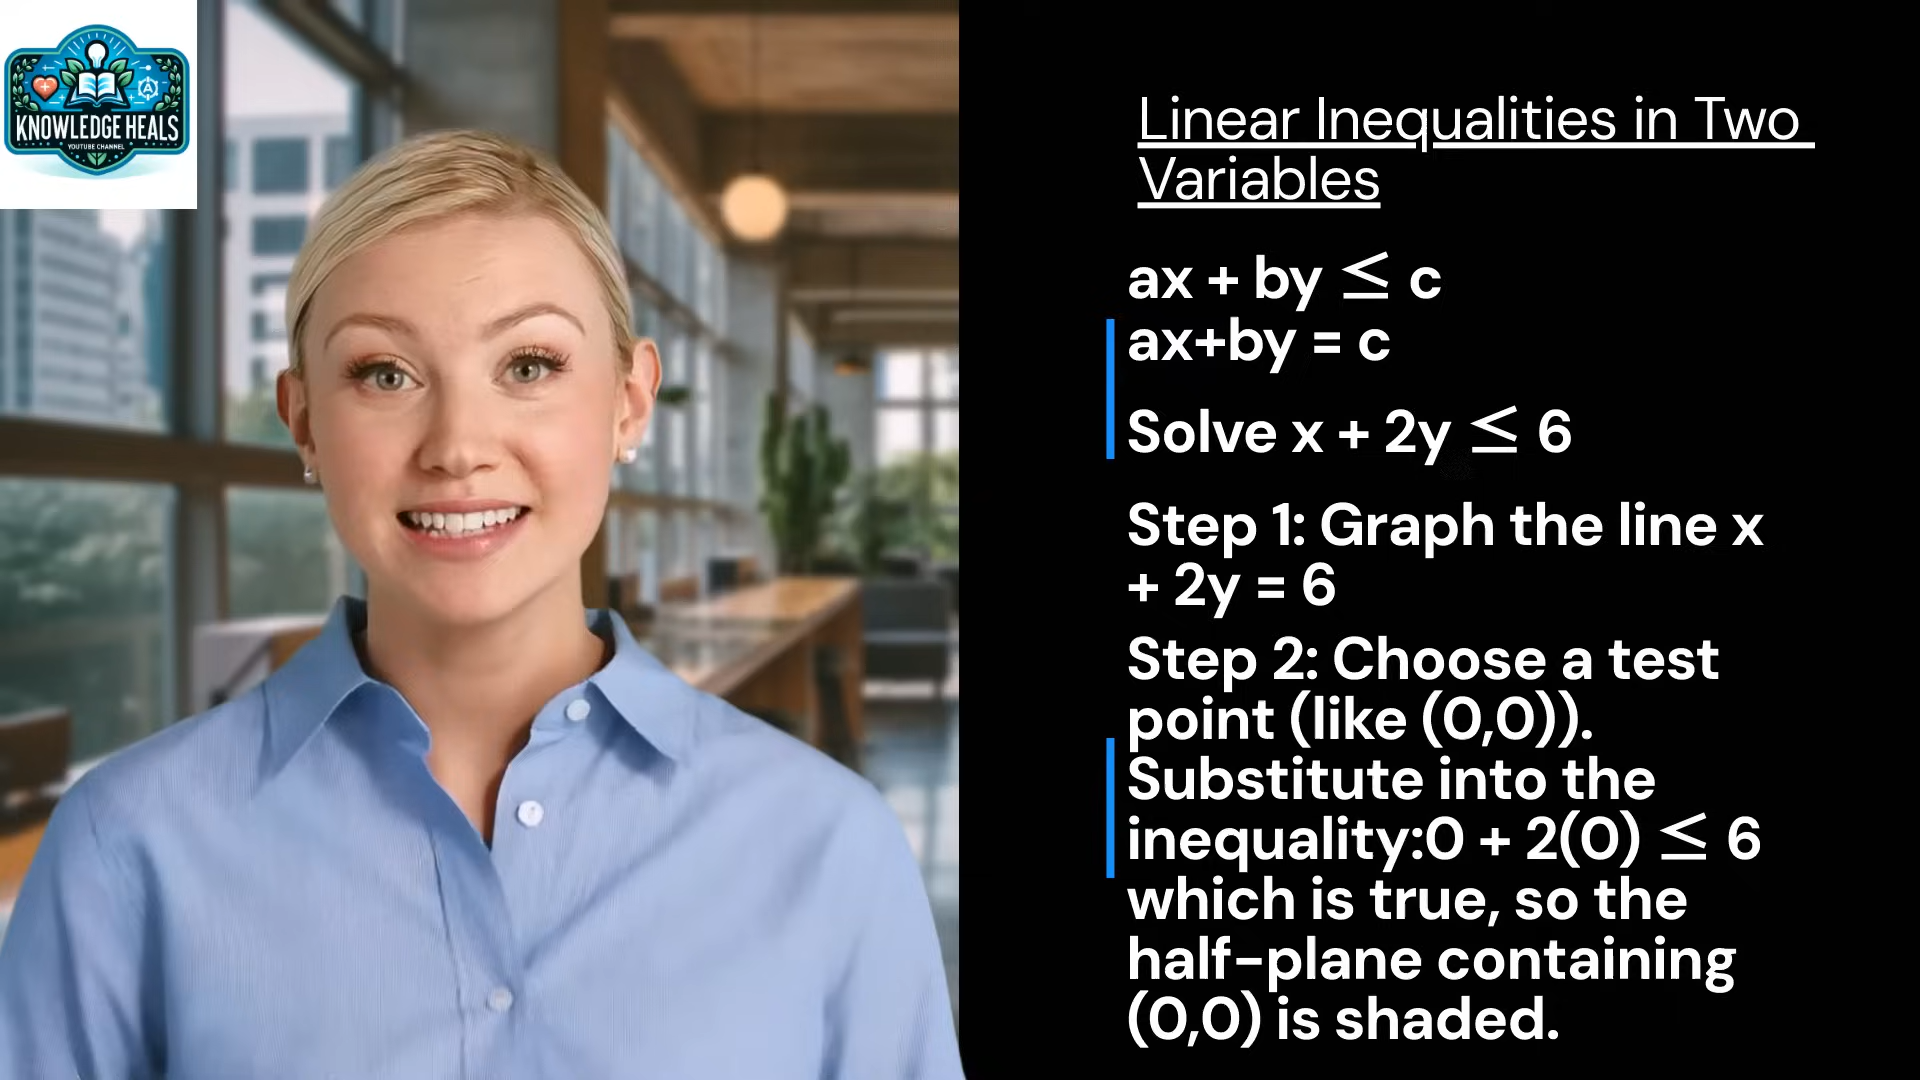 KNOWLEDGE HEALS
YOUTUBE CHANNEL
Linear Inequalities in Two
Variables
ax + by ≤ c
ax+by = c
Solve x + 2y ≤ 6
Step 1: Graph the line x
+ 2y = 6
Step 2: Choose a test
point (like (0,0)).
Substitute into the
inequality:0 + 2(0) ≤ 6
which is true, so the
half-plane containing
(0,0) is shaded.